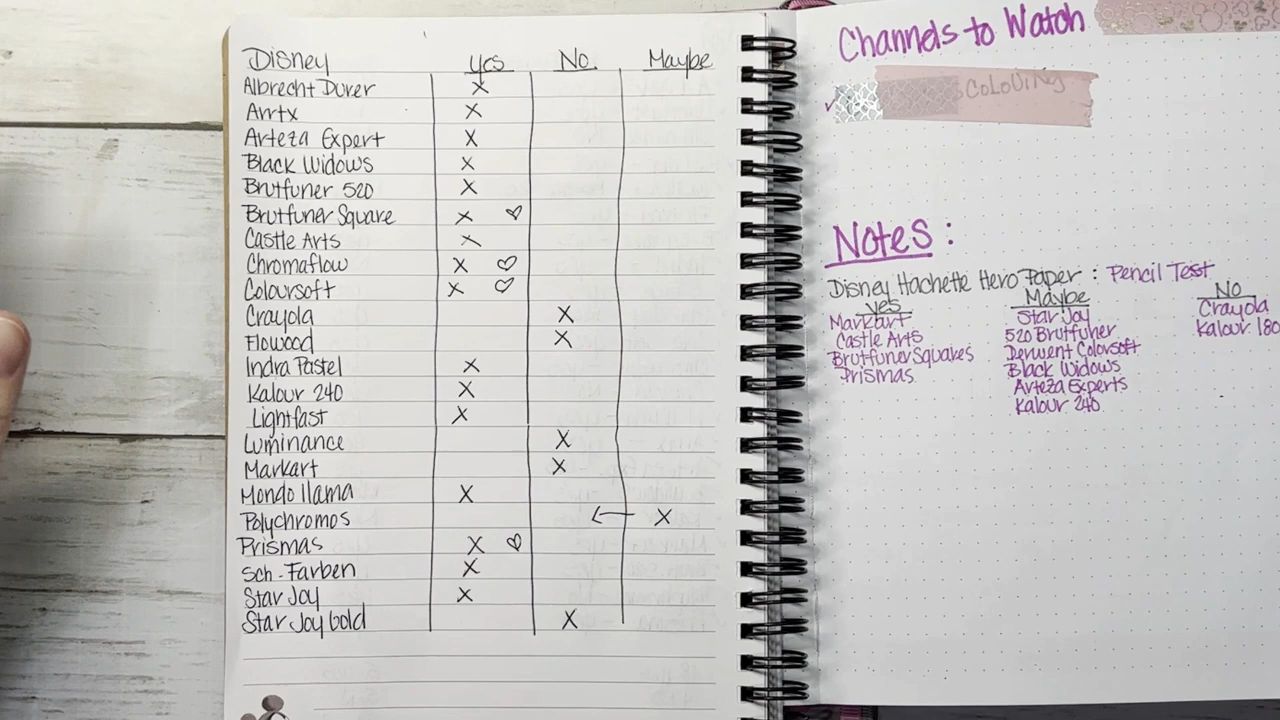 Disney yes No Maybe
Albrecht Durer X
Arrtx X
Arteza Expert X
Black Widows X
Brutfuner 520 X
Brutfuner Square X ♡
Castle Arts X
Chromaflow X ♡
Coloursoft X ♡
Crayola X
Flowood X
Indra Pastel X
Kalour 240 X
Lightfast X
Luminance X
Markart X
Mondo llama X
Polychromos ← X
Prismas X ♡
Sch-Farben X
Star Joy X
Star Joy Gold X
Channels to Watch
✓ Colouring
Notes:
Disney Hachette Hero Paper: Pencil Test
yes Maybe No
Markart Star Joy Crayola
Castle Arts 520 Brutfuner Kalour 180
Brutfuner Squares Derwent Colorsoft
Prismas Black Widows
Arteza Experts
Kalour 240